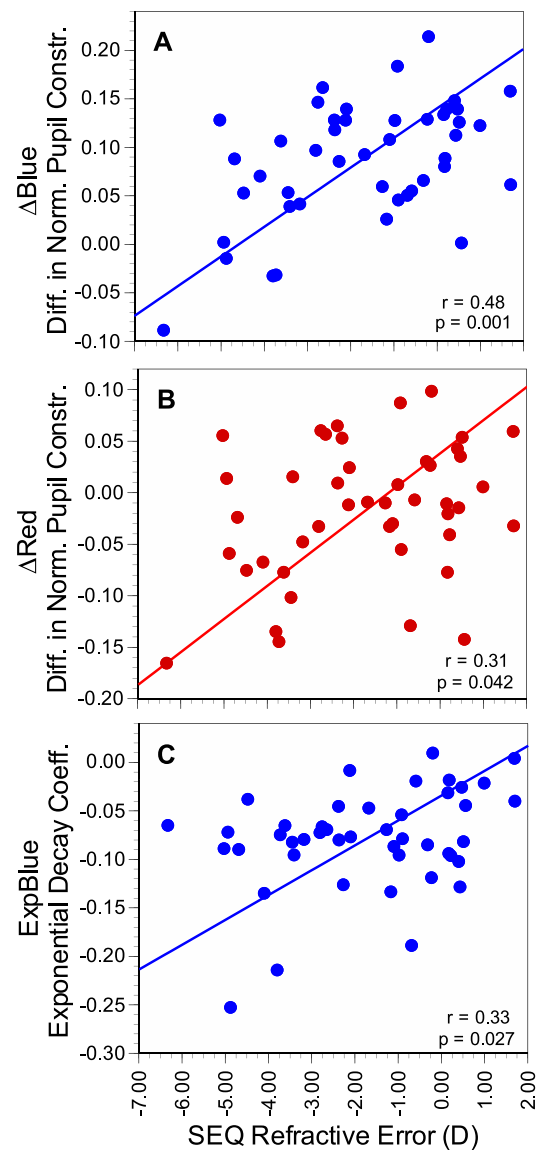 A
0.20
0.15
0.10
0.05
0.00
-0.05
-0.10
ΔBlue
Diff. in Norm. Pupil Constr.
r = 0.48
p = 0.001
B
0.10
0.05
0.00
-0.05
-0.10
-0.15
-0.20
ΔRed
Diff. in Norm. Pupil Constr.
r = 0.31
p = 0.042
C
0.00
-0.05
-0.10
-0.15
-0.20
-0.25
-0.30
ExpBlue
Exponential Decay Coeff.
r = 0.33
p = 0.027
-7.00 -6.00 -5.00 -4.00 -3.00 -2.00 -1.00 0.00 1.00 2.00
SEQ Refractive Error (D)